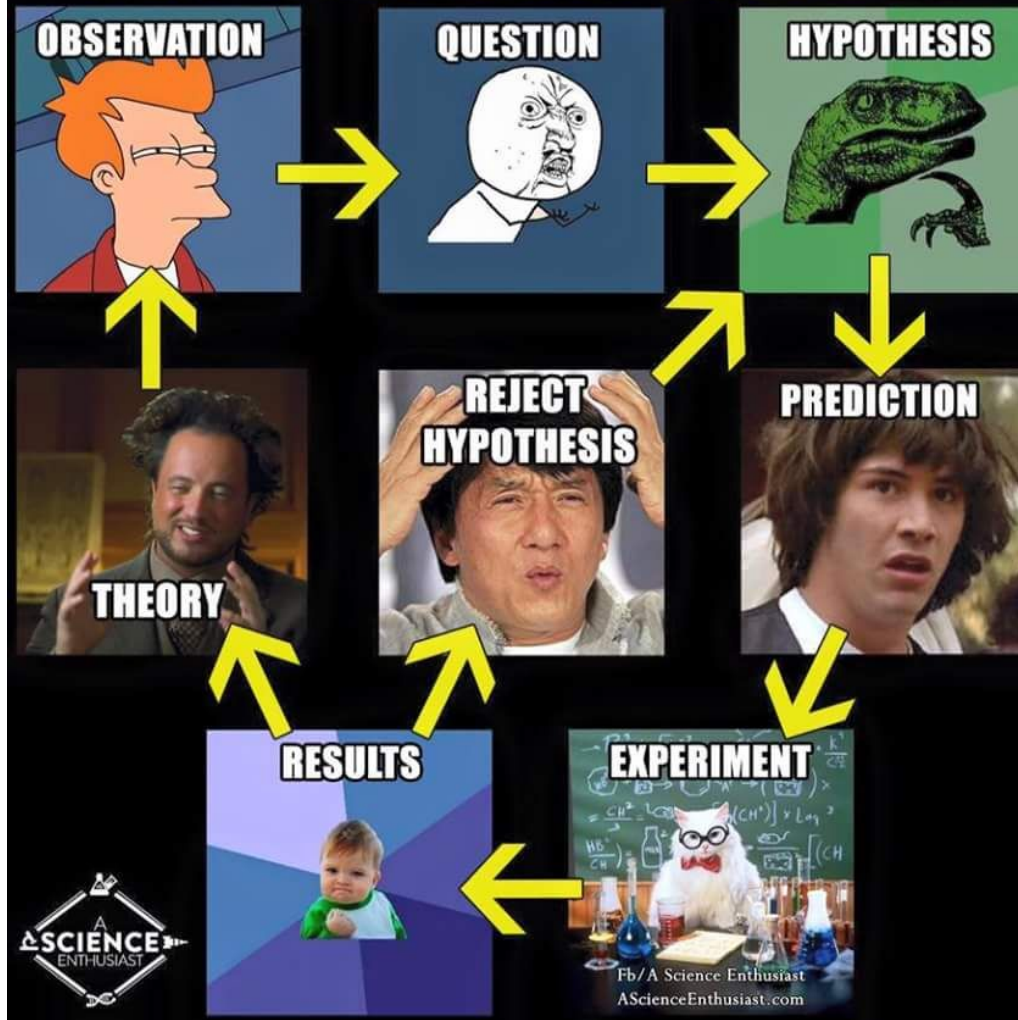 OBSERVATION
QUESTION
HYPOTHESIS
REJECT
HYPOTHESIS
PREDICTION
THEORY
RESULTS
EXPERIMENT
Fb/A Science Enthusiast
AScienceEnthusiast.com
A
SCIENCE
ENTHUSIAST